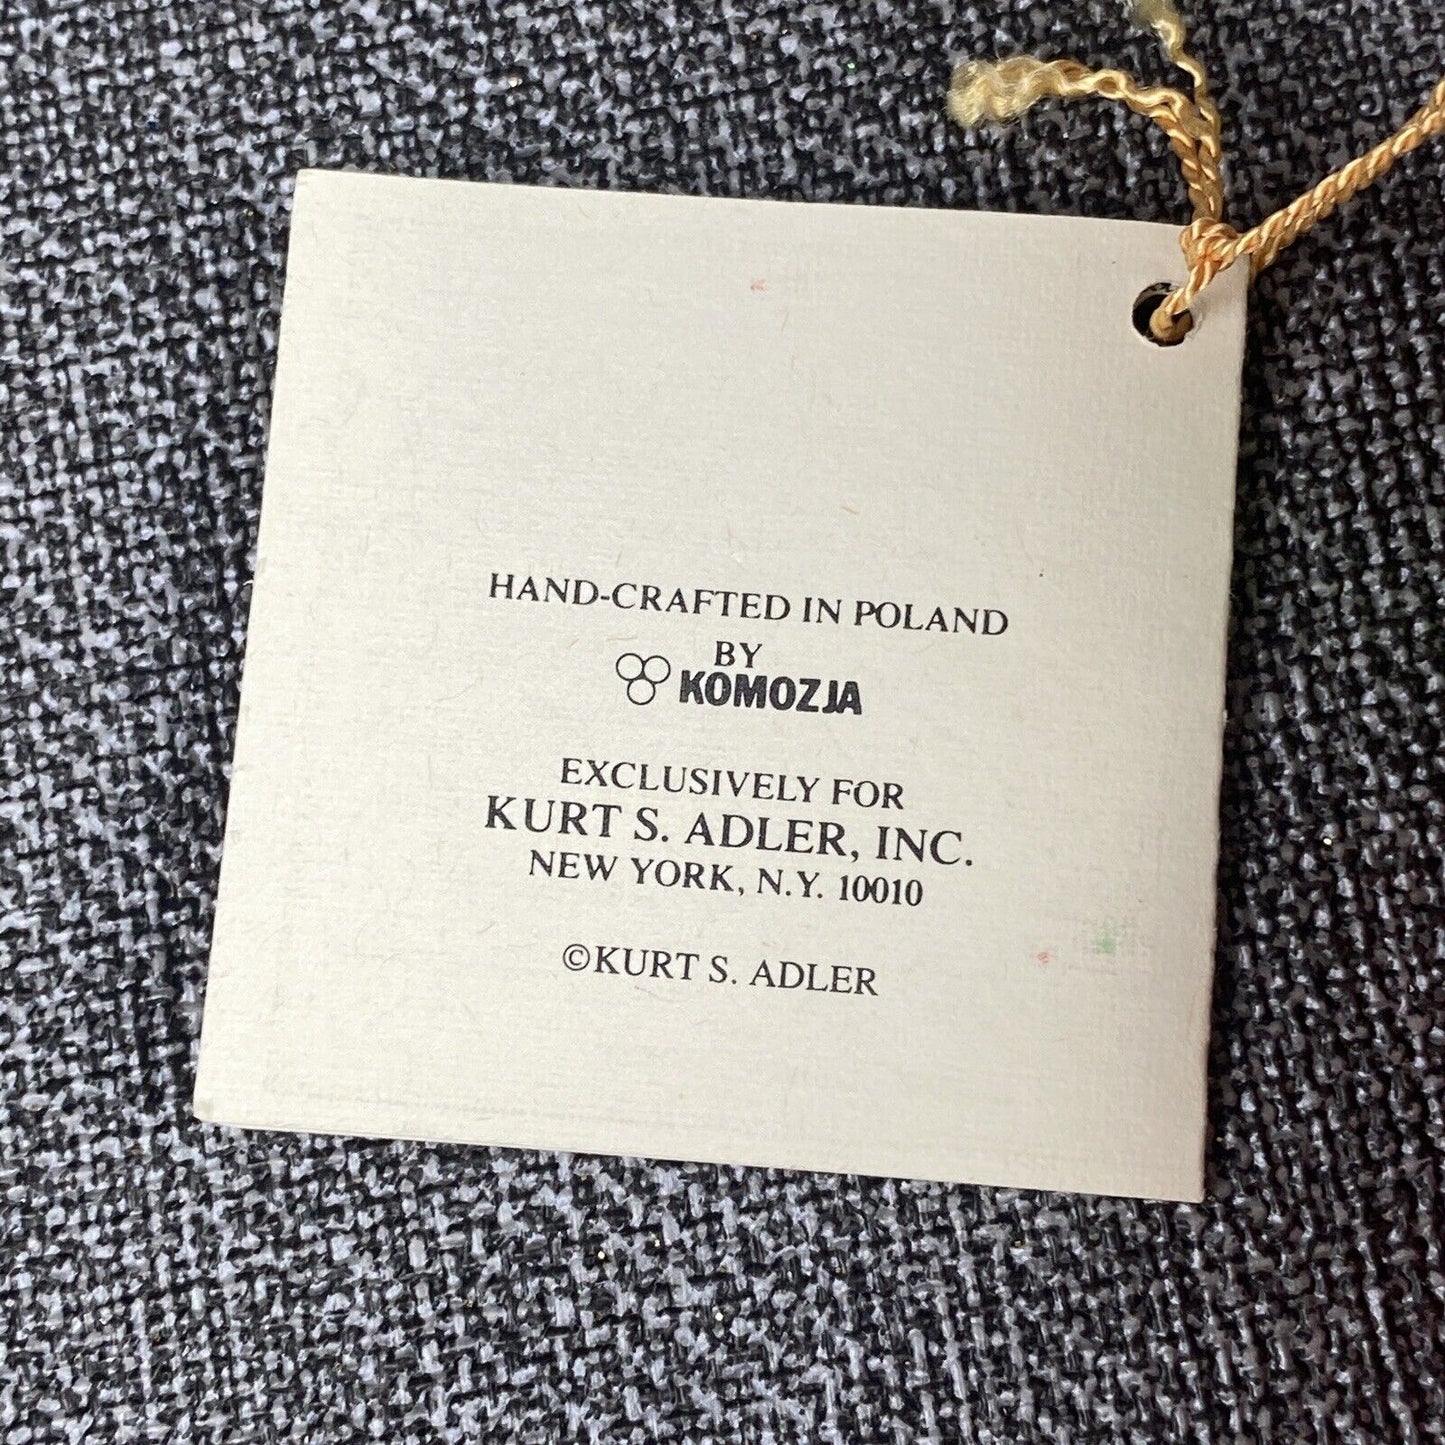 HAND-CRAFTED IN POLAND
BY
KOMOZJA
EXCLUSIVELY FOR
KURT S. ADLER, INC.
NEW YORK, N.Y. 10010
©KURT S. ADLER